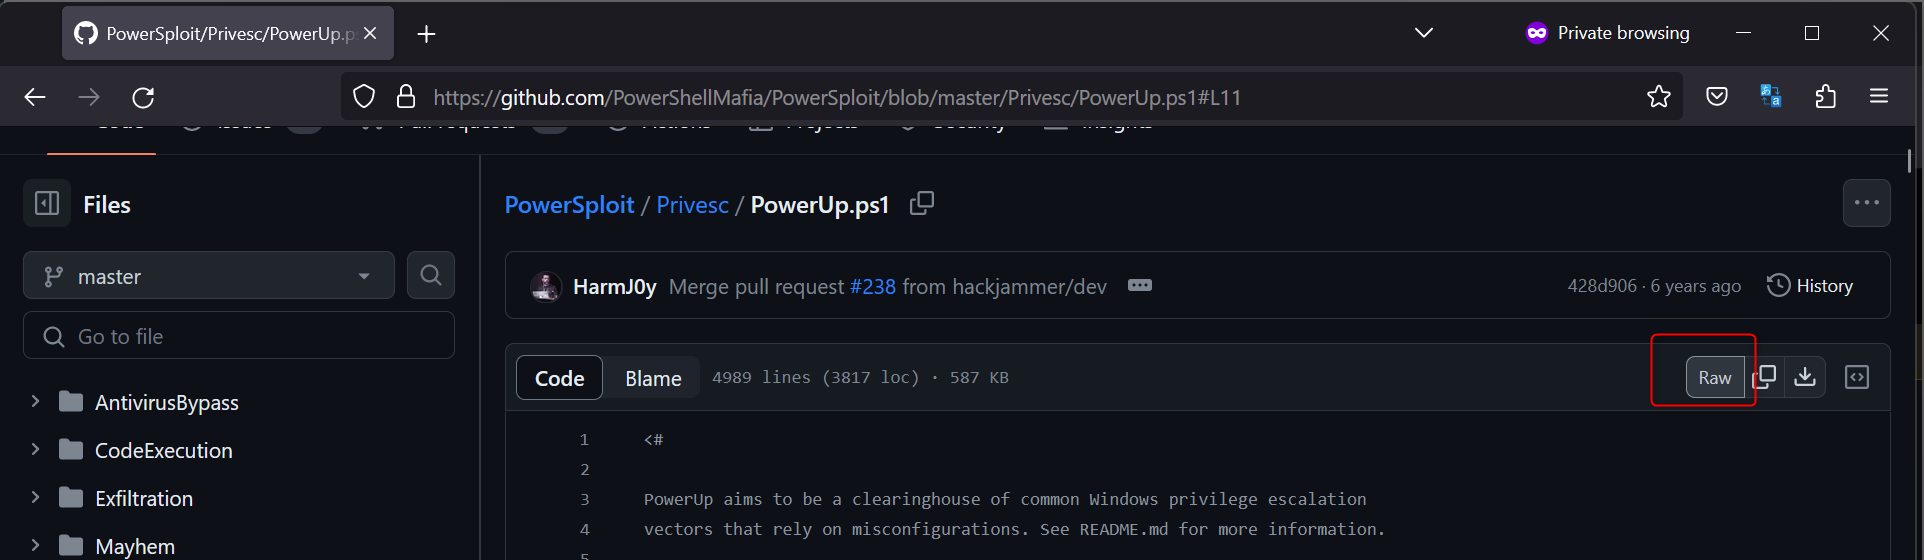 PowerSploit/Privesc/PowerUp.ps
Private browsing
https://github.com/PowerShellMafia/PowerSploit/blob/master/Privesc/PowerUp.ps1#L11
Files
PowerSploit / Privesc / PowerUp.ps1
master
HarmJ0y Merge pull request #238 from hackjammer/dev
428d906 · 6 years ago
History
Go to file
Code Blame 4989 lines (3817 loc) · 587 KB
Raw
AntivirusBypass
CodeExecution
Exfiltration
Mayhem
1 <#
2
3 PowerUp aims to be a clearinghouse of common Windows privilege escalation
4 vectors that rely on misconfigurations. See README.md for more information.